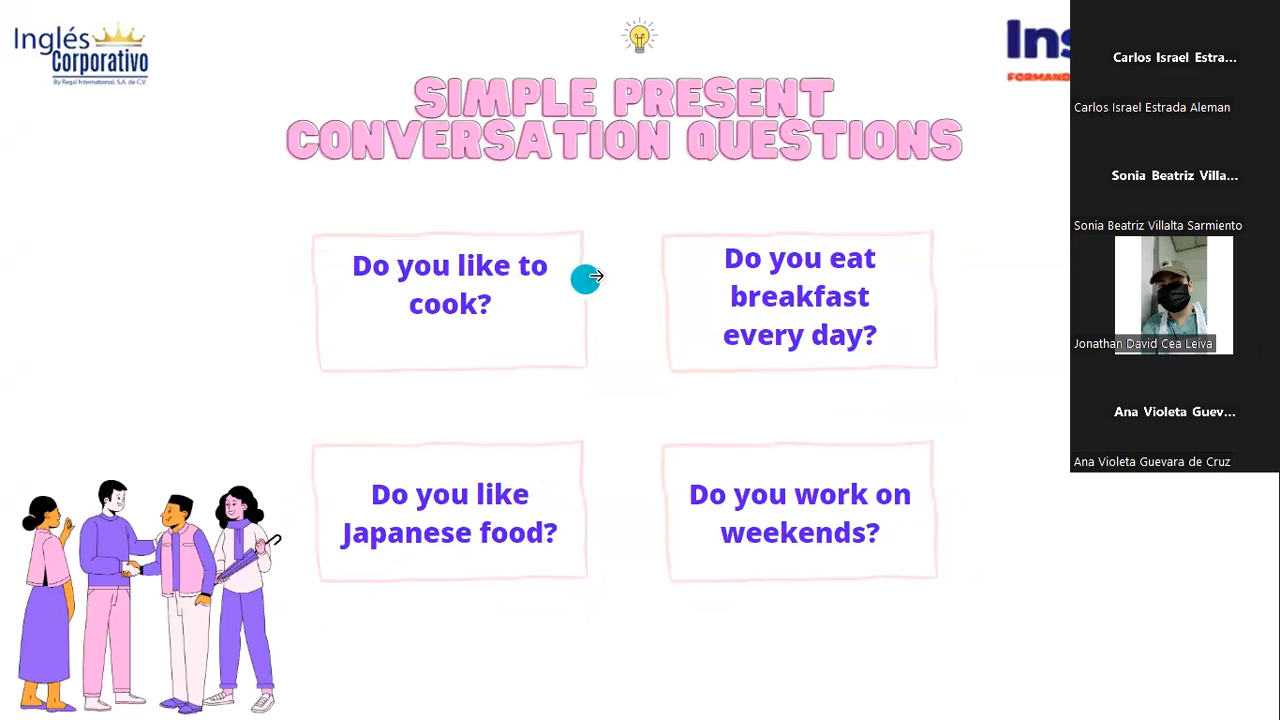 Inglés
Corporativo
By Regal International, S.A. de C.V.
Ins
FORMAND
SIMPLE PRESENT
CONVERSATION QUESTIONS
Do you like to
cook?
Do you eat
breakfast
every day?
Do you like
Japanese food?
Do you work on
weekends?
Carlos Israel Estra...
Carlos Israel Estrada Aleman
Sonia Beatriz Villa...
Sonia Beatriz Villalta Sarmiento
Jonathan David Cea Leiva
Ana Violeta Guev...
Ana Violeta Guevara de Cruz